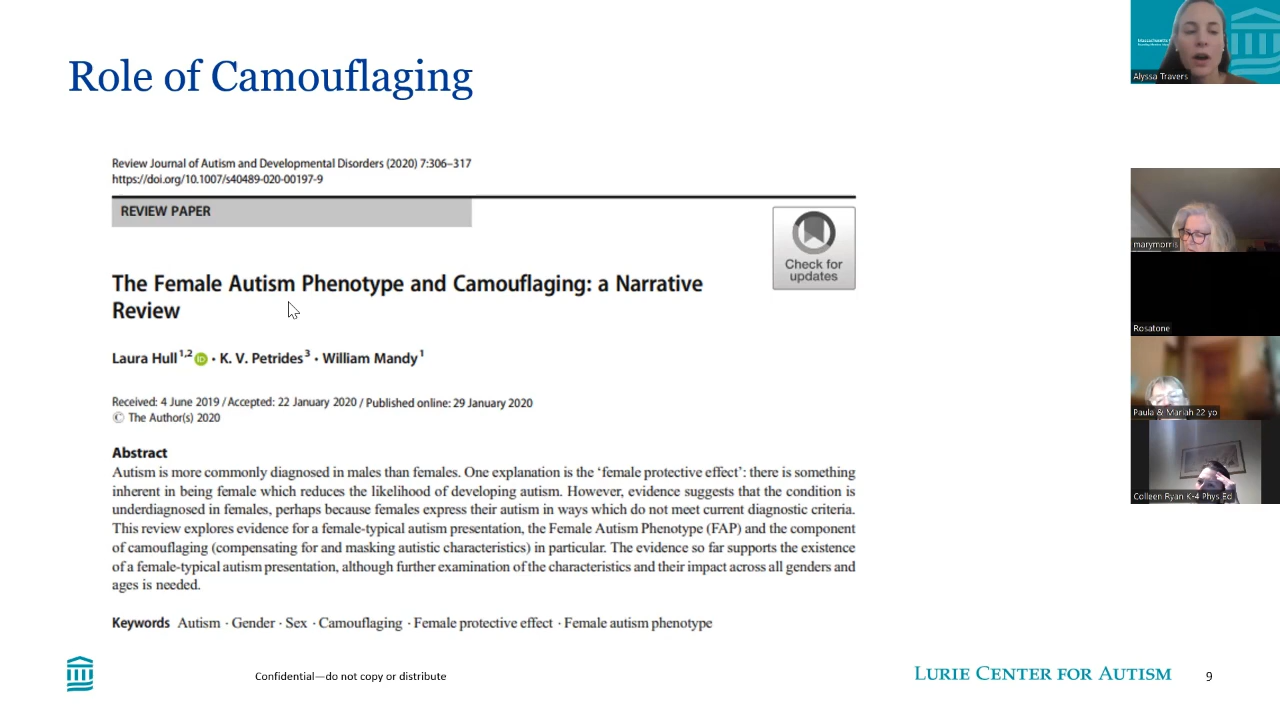 Role of Camouflaging
Review Journal of Autism and Developmental Disorders (2020) 7:306–317
https://doi.org/10.1007/s40489-020-00197-9
REVIEW PAPER
Check for
updates
The Female Autism Phenotype and Camouflaging: a Narrative
Review
Laura Hull 1,2 iD · K. V. Petrides 3 · William Mandy 1
Received: 4 June 2019 / Accepted: 22 January 2020 / Published online: 29 January 2020
© The Author(s) 2020
Abstract
Autism is more commonly diagnosed in males than females. One explanation is the ‘female protective effect’: there is something
inherent in being female which reduces the likelihood of developing autism. However, evidence suggests that the condition is
underdiagnosed in females, perhaps because females express their autism in ways which do not meet current diagnostic criteria.
This review explores evidence for a female-typical autism presentation, the Female Autism Phenotype (FAP) and the component
of camouflaging (compensating for and masking autistic characteristics) in particular. The evidence so far supports the existence
of a female-typical autism presentation, although further examination of the characteristics and their impact across all genders and
ages is needed.
Keywords Autism · Gender · Sex · Camouflaging · Female protective effect · Female autism phenotype
Confidential—do not copy or distribute
LURIE CENTER FOR AUTISM
9
Alyssa Travers
marymorris
Rosatone
Paula & Mariah 22 yo
Colleen Ryan K-4 Phys Ed